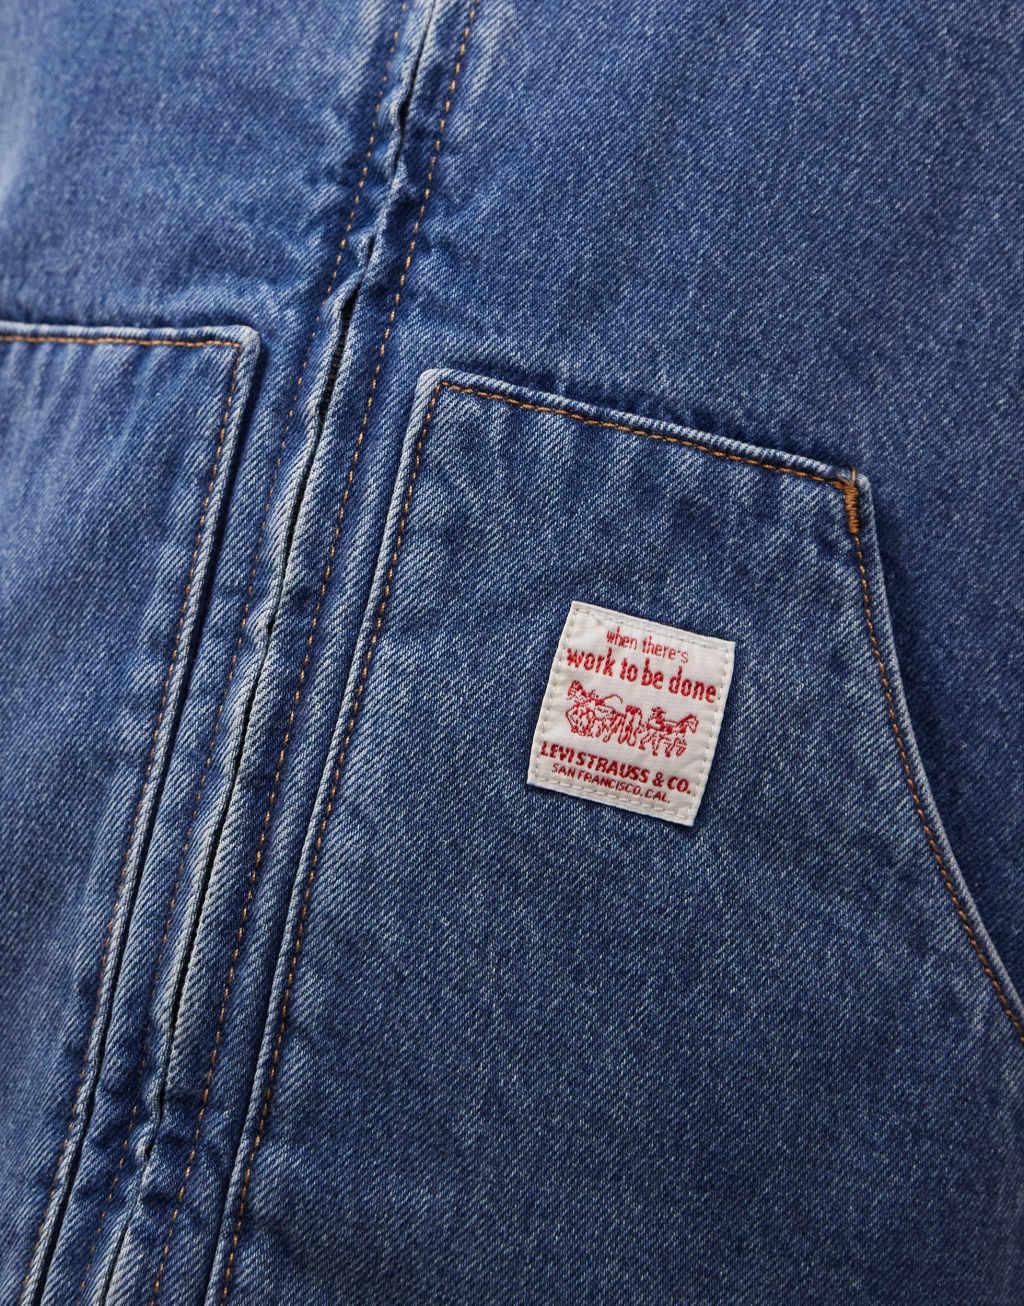 when there's
work to be done
LEVI STRAUSS & CO.
SAN FRANCISCO, CAL.